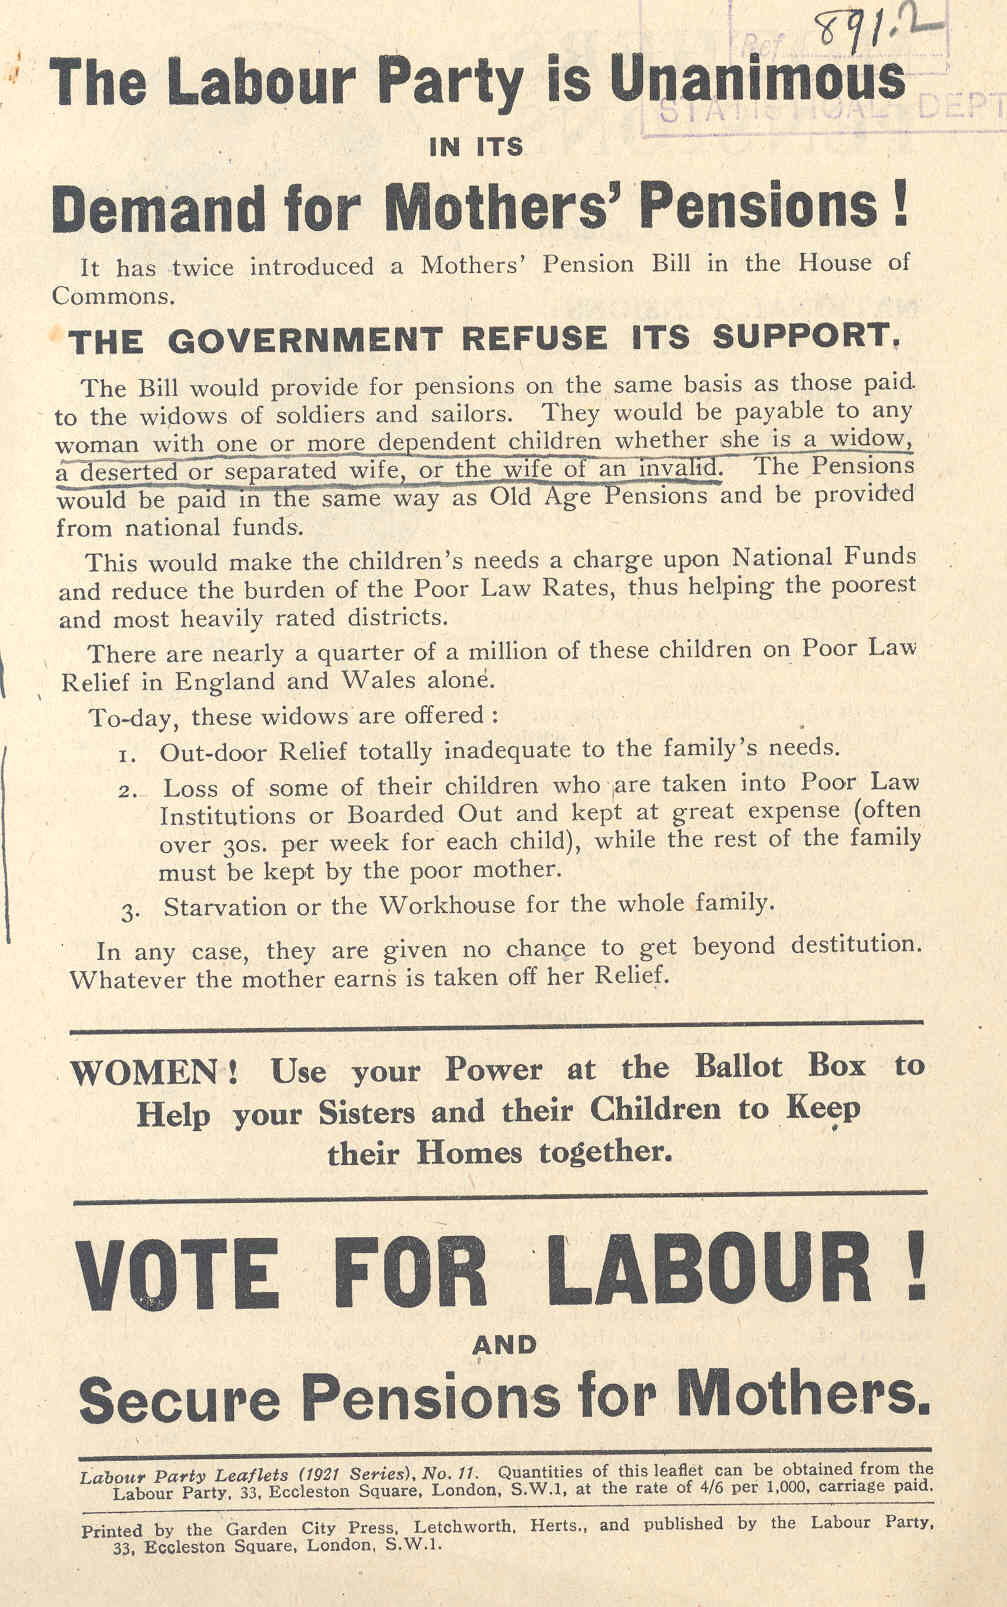 891.2
Ref
STATISTICAL DEPT
The Labour Party is Unanimous
IN ITS
Demand for Mothers' Pensions !
It has twice introduced a Mothers' Pension Bill in the House of
Commons.
THE GOVERNMENT REFUSE ITS SUPPORT.
The Bill would provide for pensions on the same basis as those paid
to the widows of soldiers and sailors. They would be payable to any
woman with one or more dependent children whether she is a widow,
a deserted or separated wife, or the wife of an invalid. The Pensions
would be paid in the same way as Old Age Pensions and be provided
from national funds.
This would make the children's needs a charge upon National Funds
and reduce the burden of the Poor Law Rates, thus helping the poorest
and most heavily rated districts.
There are nearly a quarter of a million of these children on Poor Law
Relief in England and Wales alone.
To-day, these widows are offered :
1. Out-door Relief totally inadequate to the family's needs.
2. Loss of some of their children who are taken into Poor Law
Institutions or Boarded Out and kept at great expense (often
over 30s. per week for each child), while the rest of the family
must be kept by the poor mother.
3. Starvation or the Workhouse for the whole family.
In any case, they are given no chance to get beyond destitution.
Whatever the mother earns is taken off her Relief.
WOMEN ! Use your Power at the Ballot Box to
Help your Sisters and their Children to Keep
their Homes together.
VOTE FOR LABOUR !
AND
Secure Pensions for Mothers.
Labour Party Leaflets (1921 Series), No. 11. Quantities of this leaflet can be obtained from the
Labour Party, 33, Eccleston Square, London, S.W.1, at the rate of 4/6 per 1,000, carriage paid.
Printed by the Garden City Press, Letchworth, Herts., and published by the Labour Party,
33, Eccleston Square, London, S.W.1.